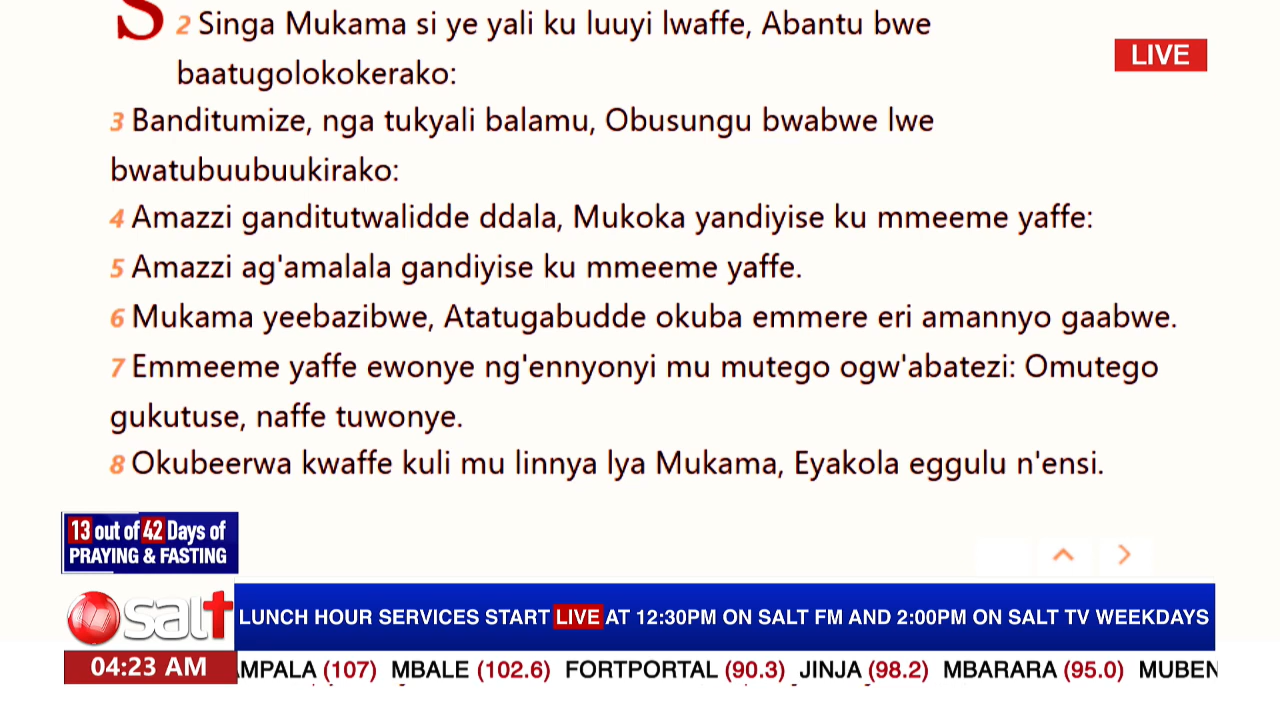 S 2 Singa Mukama si ye yali ku luuyi lwaffe, Abantu bwe
baatugolokokerako:
LIVE
3 Banditumize, nga tukyali balamu, Obusungu bwabwe lwe
bwatubuubuukirako:
4 Amazzi ganditutwalidde ddala, Mukoka yandiyise ku mmeeme yaffe:
5 Amazzi ag'amalala gandiyise ku mmeeme yaffe.
6 Mukama yeebazibwe, Atatugabudde okuba emmere eri amannyo gaabwe.
7 Emmeeme yaffe ewonye ng'ennyonyi mu mutego ogw'abatezi: Omutego
gukutuse, naffe tuwonye.
8 Okubeerwa kwaffe kuli mu linnya lya Mukama, Eyakola eggulu n'ensi.
13 out of 42 Days of
PRAYING & FASTING
salt
LUNCH HOUR SERVICES START LIVE AT 12:30PM ON SALT FM AND 2:00PM ON SALT TV WEEKDAYS
04:23 AM
MPALA (107) MBALE (102.6) FORTPORTAL (90.3) JINJA (98.2) MBARARA (95.0) MUBEN